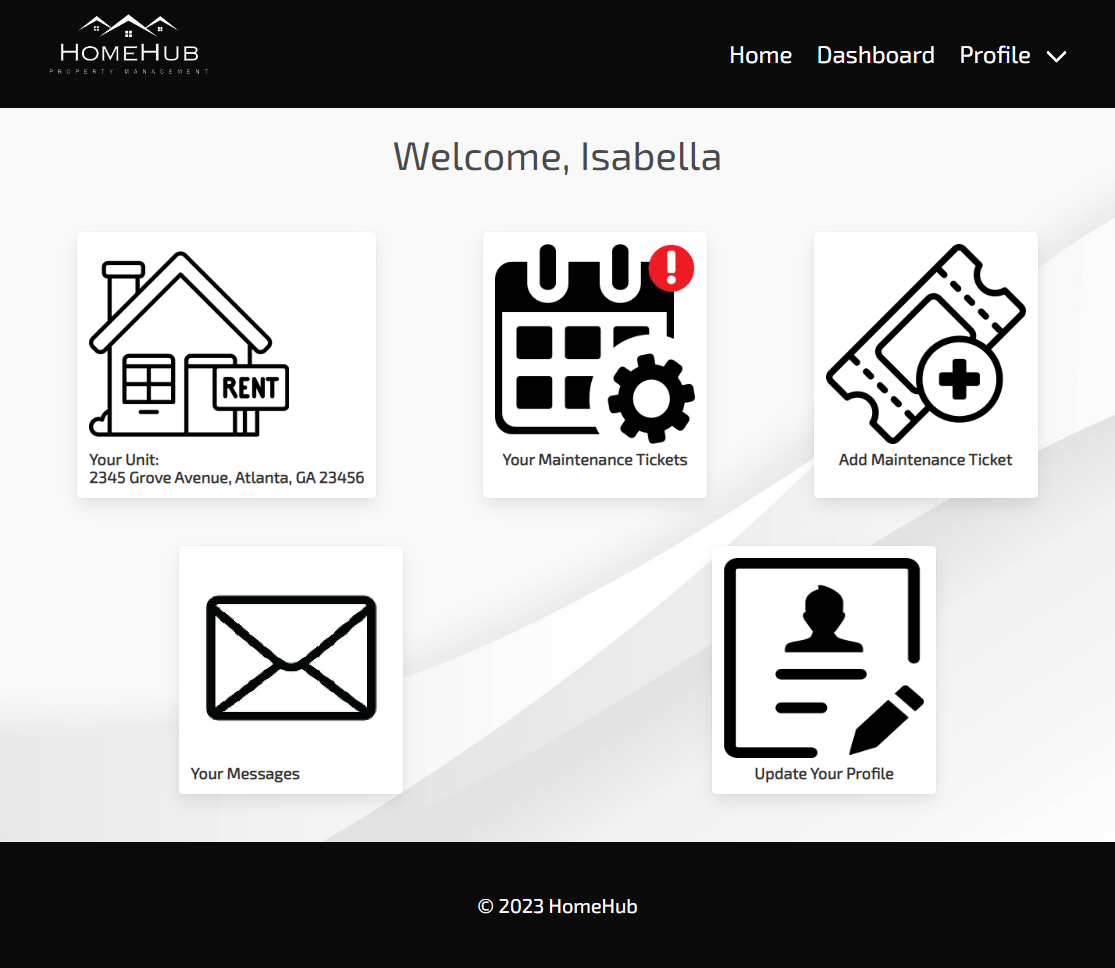 HomeHub
PROPERTY MANAGEMENT
Home Dashboard Profile
Welcome, Isabella
RENT
Your Unit:
2345 Grove Avenue, Atlanta, GA 23456
Your Maintenance Tickets
Add Maintenance Ticket
Your Messages
Update Your Profile
© 2023 HomeHub